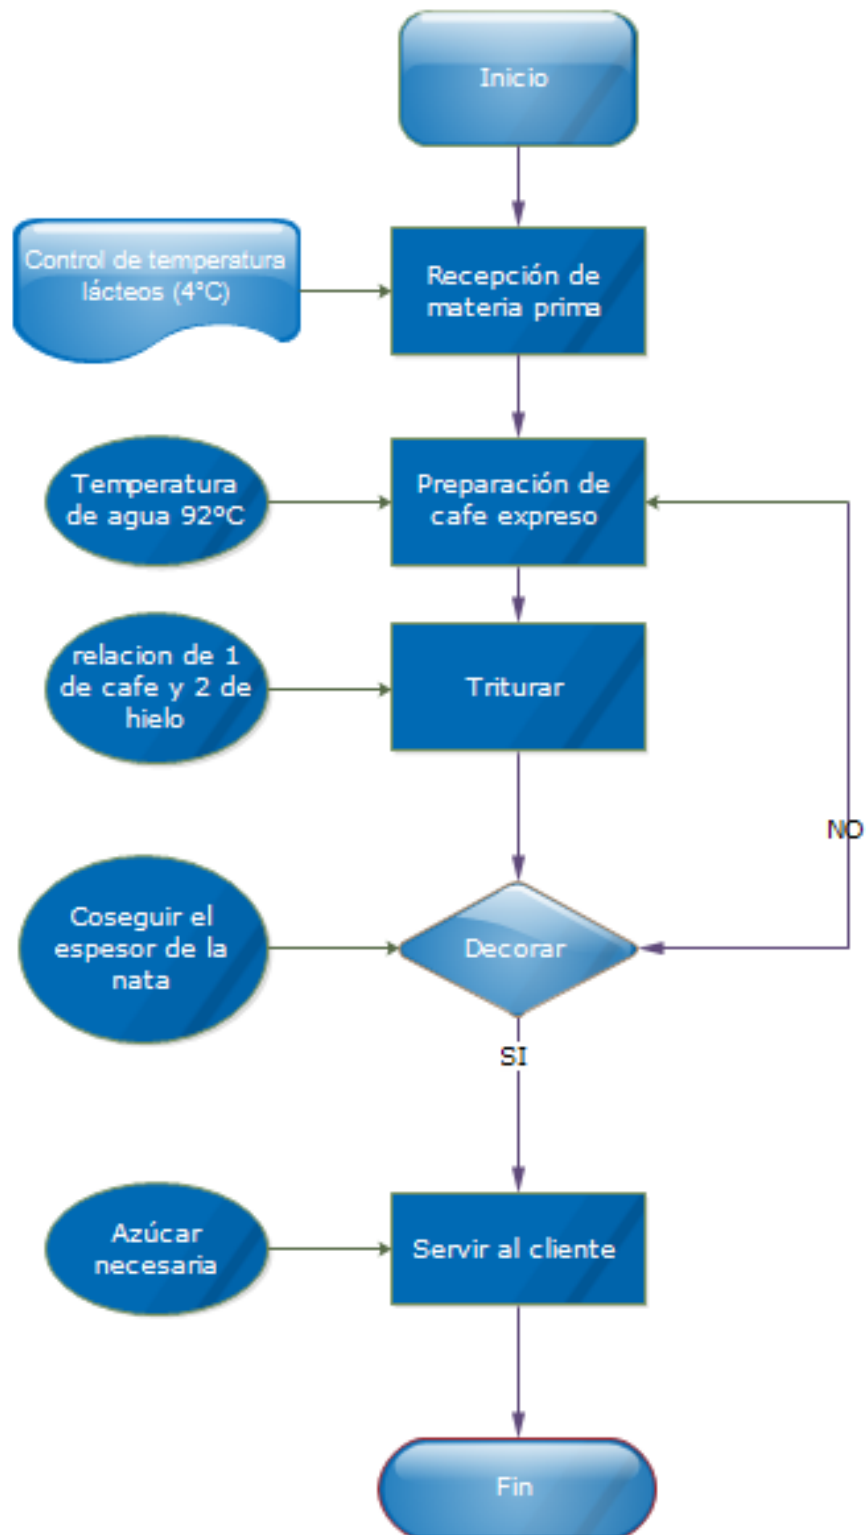 Inicio
Control de temperatura
lácteos (4°C)
Recepción de
materia prima
Temperatura
de agua 92ºC
Preparación de
cafe expreso
relacion de 1
de cafe y 2 de
hielo
Triturar
NO
Coseguir el
espesor de la
nata
Decorar
SI
Azúcar
necesaria
Servir al cliente
Fin